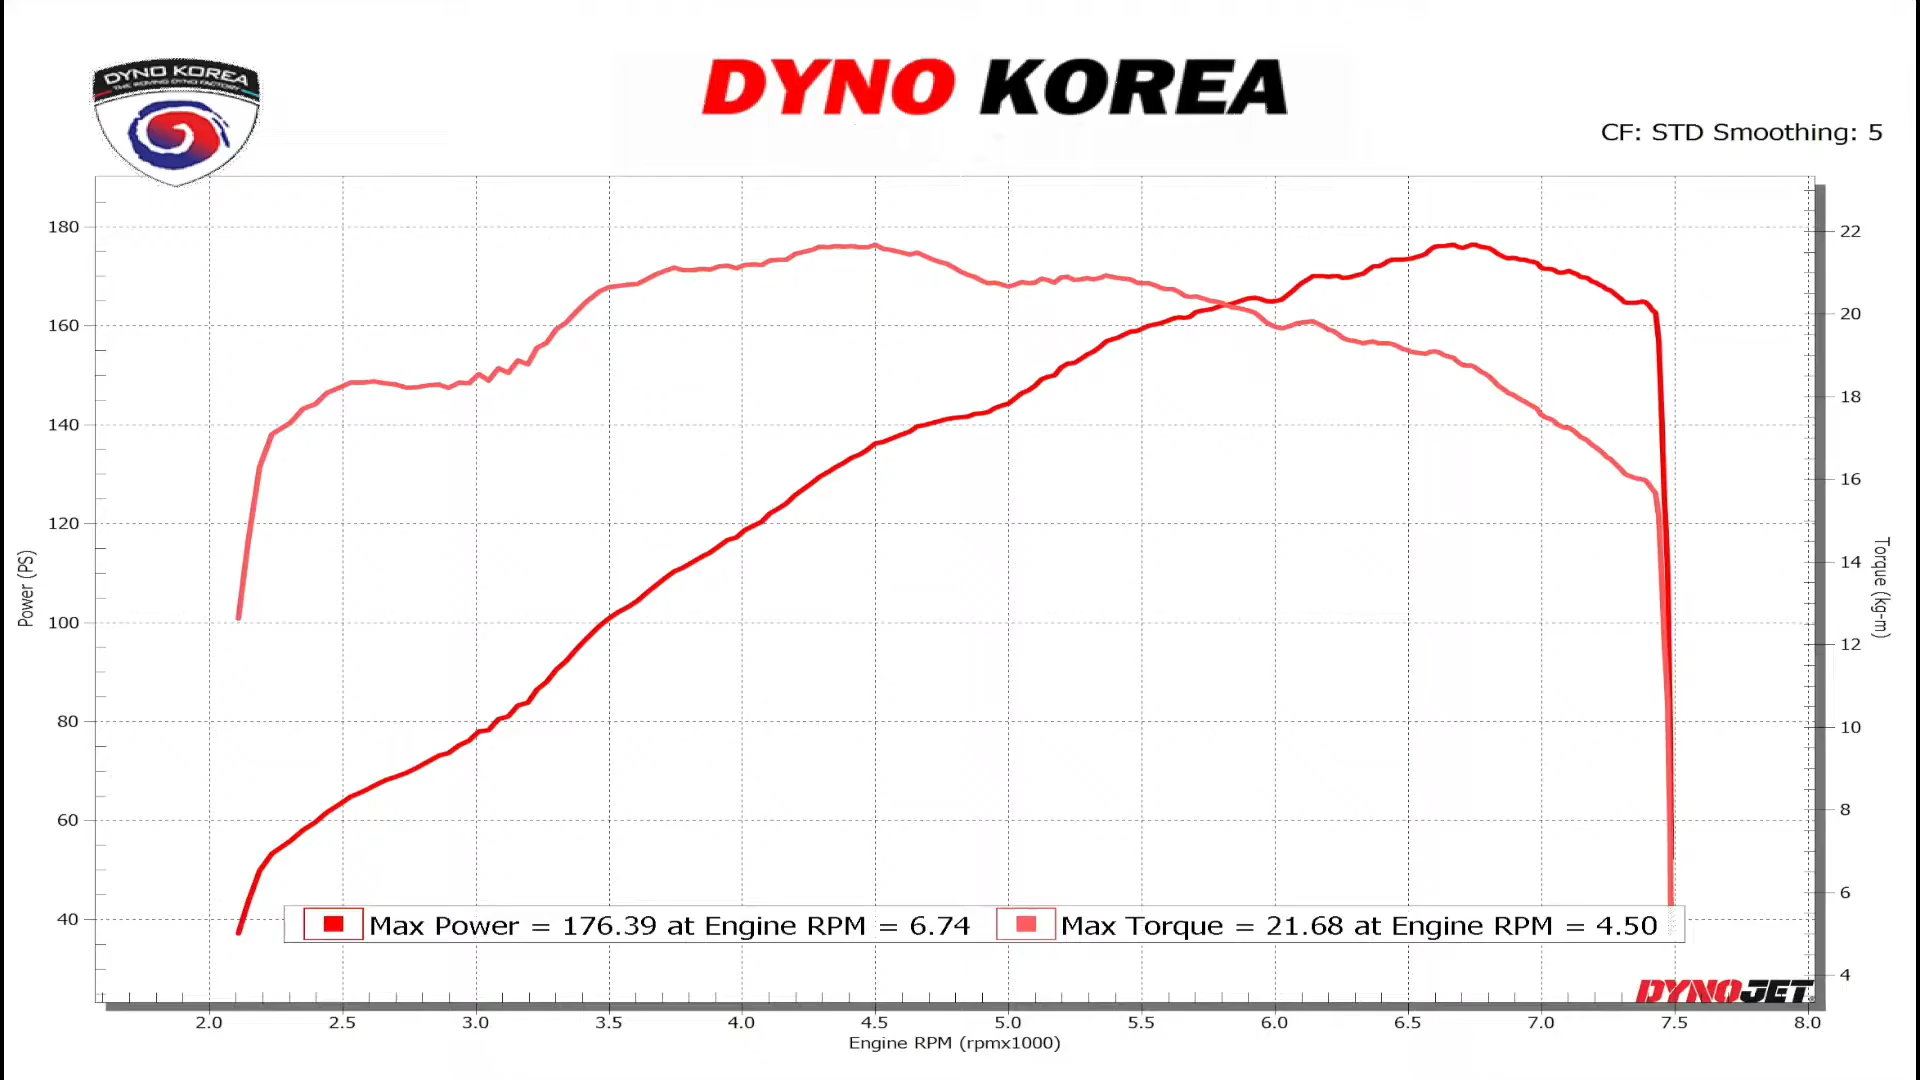 DYNO KOREA
THE MOVING DYNO FACTORY
DYNO KOREA
CF: STD Smoothing: 5
180
160
140
120
100
80
60
40
Power (PS)
22
20
18
16
14
12
10
8
6
4
Torque (kg-m)
Max Power = 176.39 at Engine RPM = 6.74
Max Torque = 21.68 at Engine RPM = 4.50
DYNOJET
2.0 2.5 3.0 3.5 4.0 4.5 5.0 5.5 6.0 6.5 7.0 7.5 8.0
Engine RPM (rpmx1000)